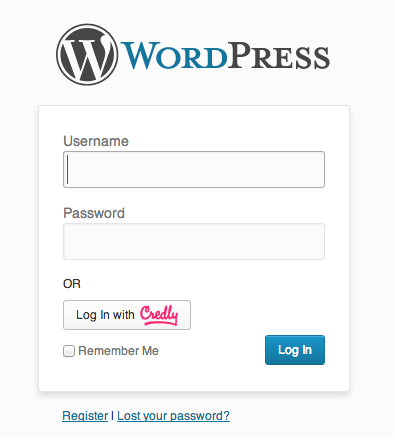 WORDPRESS
Username
Password
OR
Log In with Credly
Remember Me
Log In
Register | Lost your password?